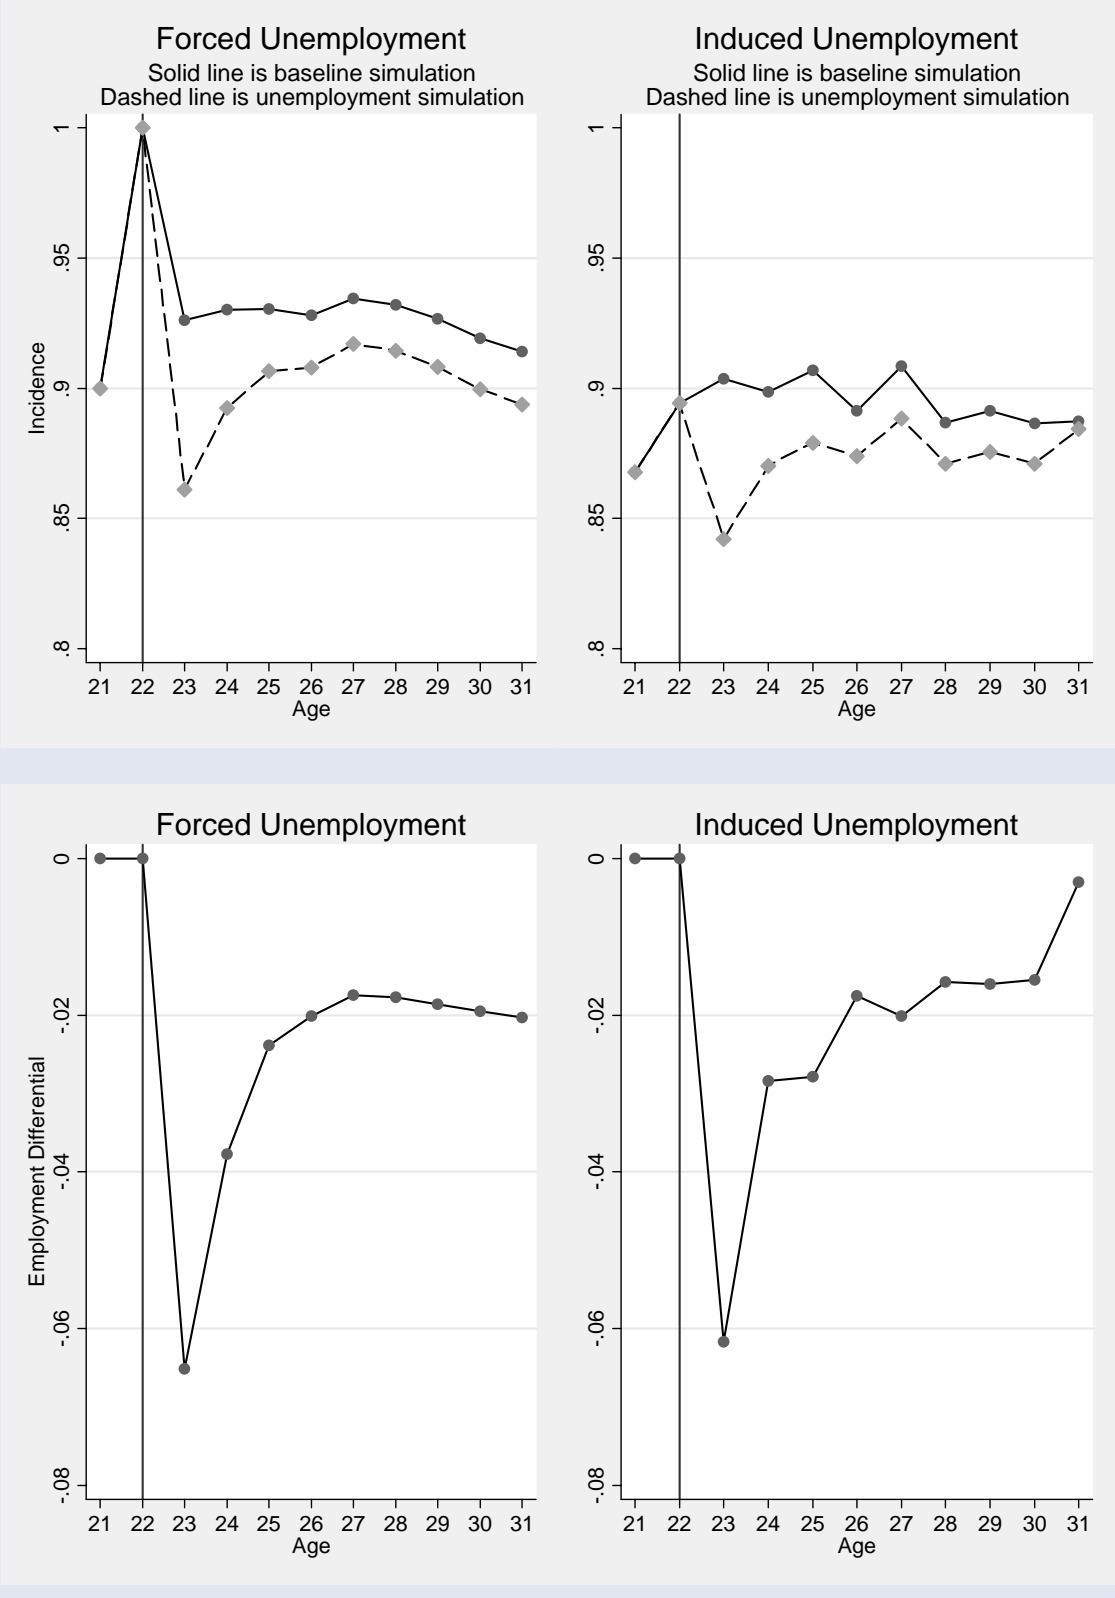 Forced Unemployment
Solid line is baseline simulation
Dashed line is unemployment simulation
Incidence
1
.95
.9
.85
.8
21 22 23 24 25 26 27 28 29 30 31
Age
Induced Unemployment
Solid line is baseline simulation
Dashed line is unemployment simulation
1
.95
.9
.85
.8
21 22 23 24 25 26 27 28 29 30 31
Age
Forced Unemployment
Employment Differential
0
-.02
-.04
-.06
-.08
21 22 23 24 25 26 27 28 29 30 31
Age
Induced Unemployment
0
-.02
-.04
-.06
-.08
21 22 23 24 25 26 27 28 29 30 31
Age